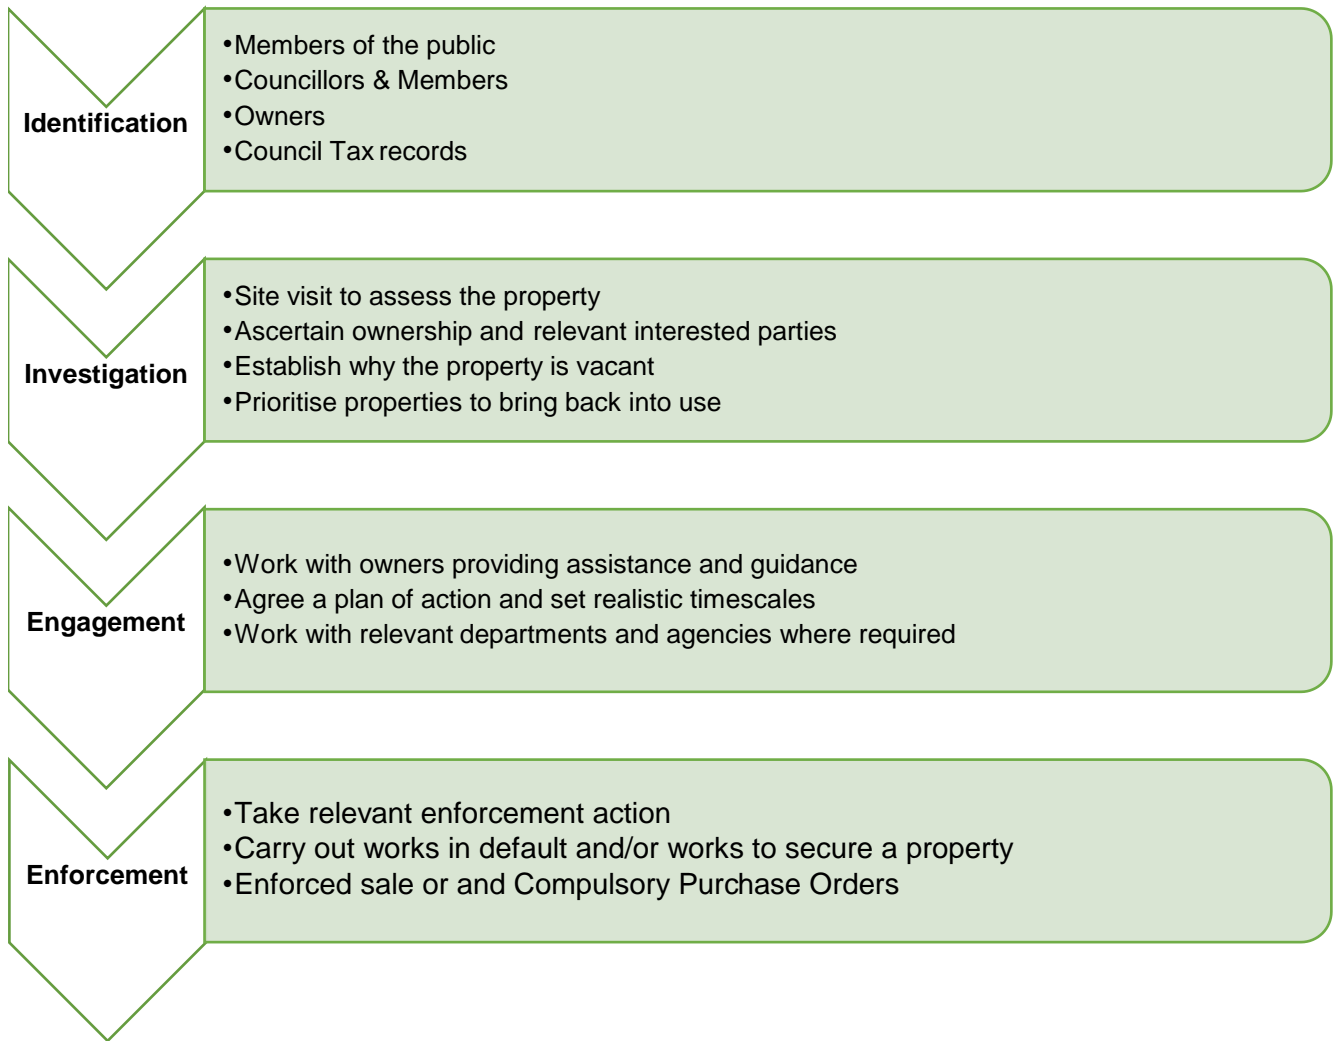 Identification
•Members of the public
•Councillors & Members
•Owners
•Council Tax records
Investigation
•Site visit to assess the property
•Ascertain ownership and relevant interested parties
•Establish why the property is vacant
•Prioritise properties to bring back into use
Engagement
•Work with owners providing assistance and guidance
•Agree a plan of action and set realistic timescales
•Work with relevant departments and agencies where required
Enforcement
•Take relevant enforcement action
•Carry out works in default and/or works to secure a property
•Enforced sale or and Compulsory Purchase Orders